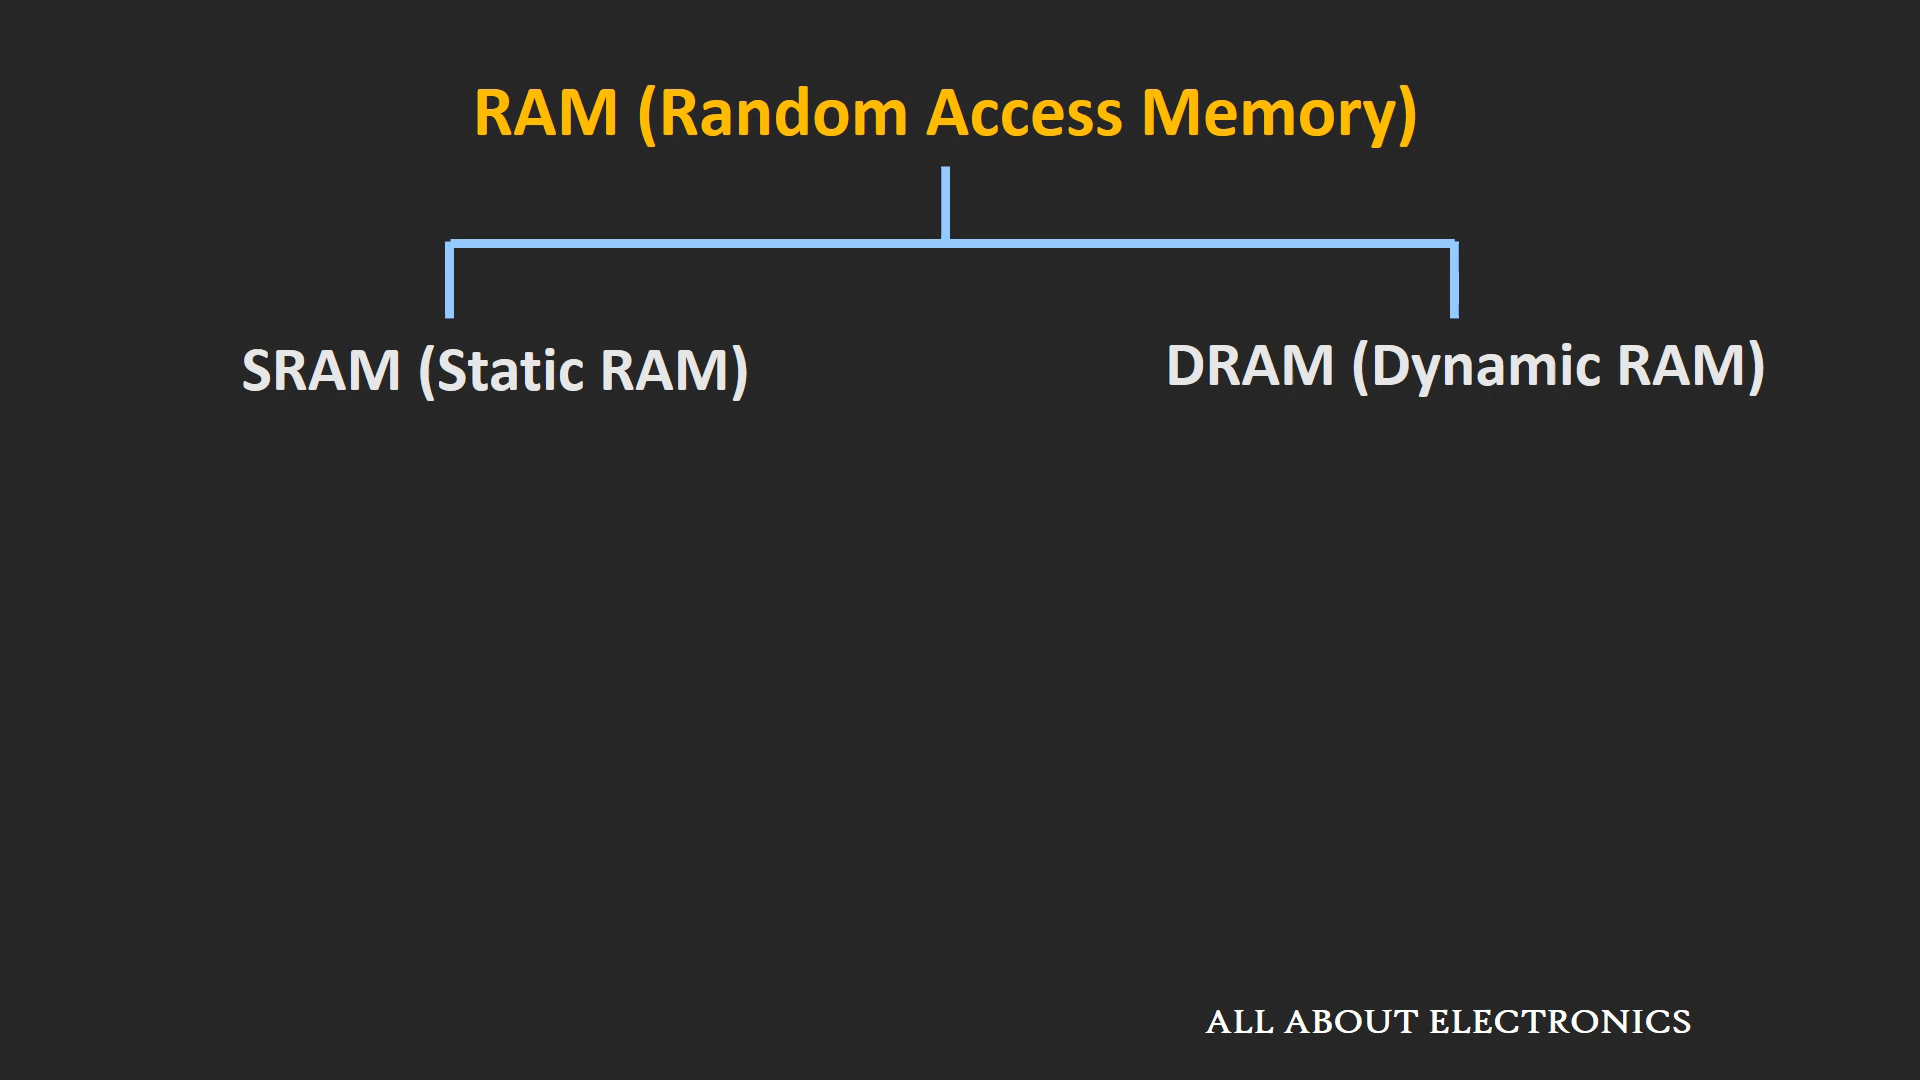 RAM (Random Access Memory)
SRAM (Static RAM)
DRAM (Dynamic RAM)
ALL ABOUT ELECTRONICS